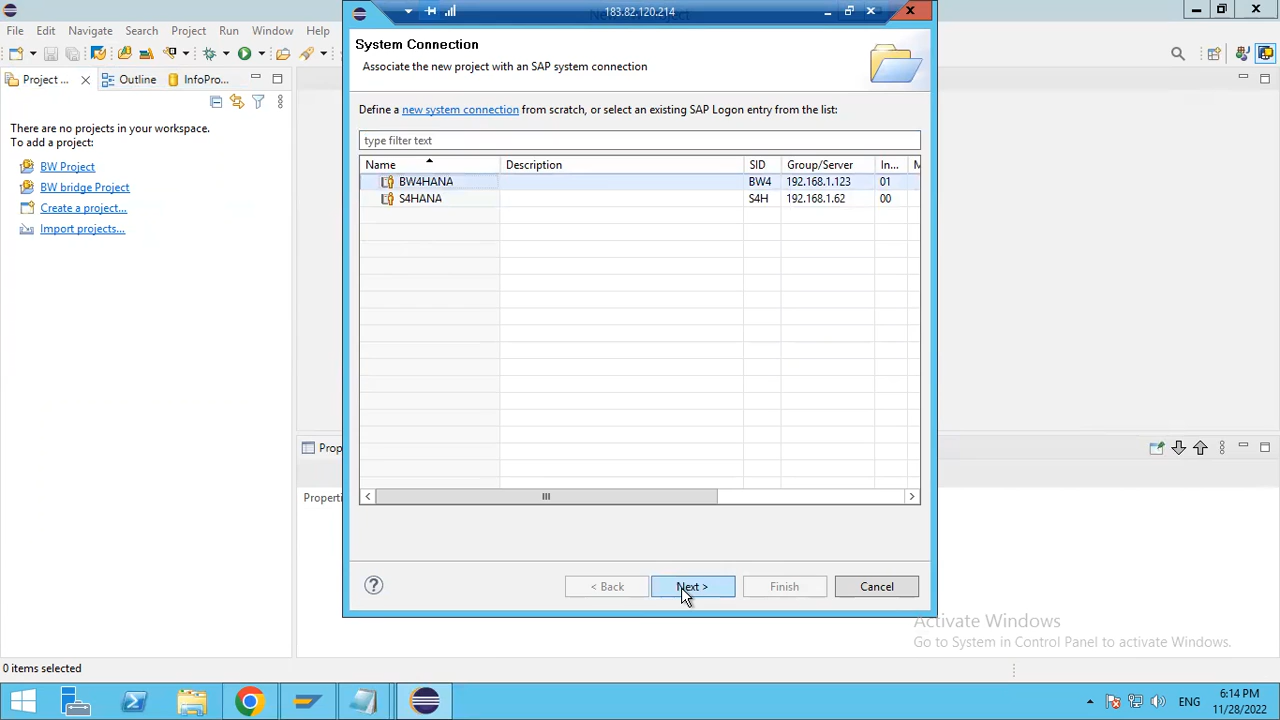 183.82.120.214
File Edit Navigate Search Project Run Window Help
Project ... Outline InfoPro...
There are no projects in your workspace.
To add a project:
BW Project
BW bridge Project
Create a project...
Import projects...
System Connection
Associate the new project with an SAP system connection
Define a new system connection from scratch, or select an existing SAP Logon entry from the list:
type filter text
Name Description SID Group/Server In... M
BW4HANA BW4 192.168.1.123 01
S4HANA S4H 192.168.1.62 00
Prop
Properti
< Back Next > Finish Cancel
Activate Windows
Go to System in Control Panel to activate Windows.
0 items selected
ENG
6:14 PM
11/28/2022